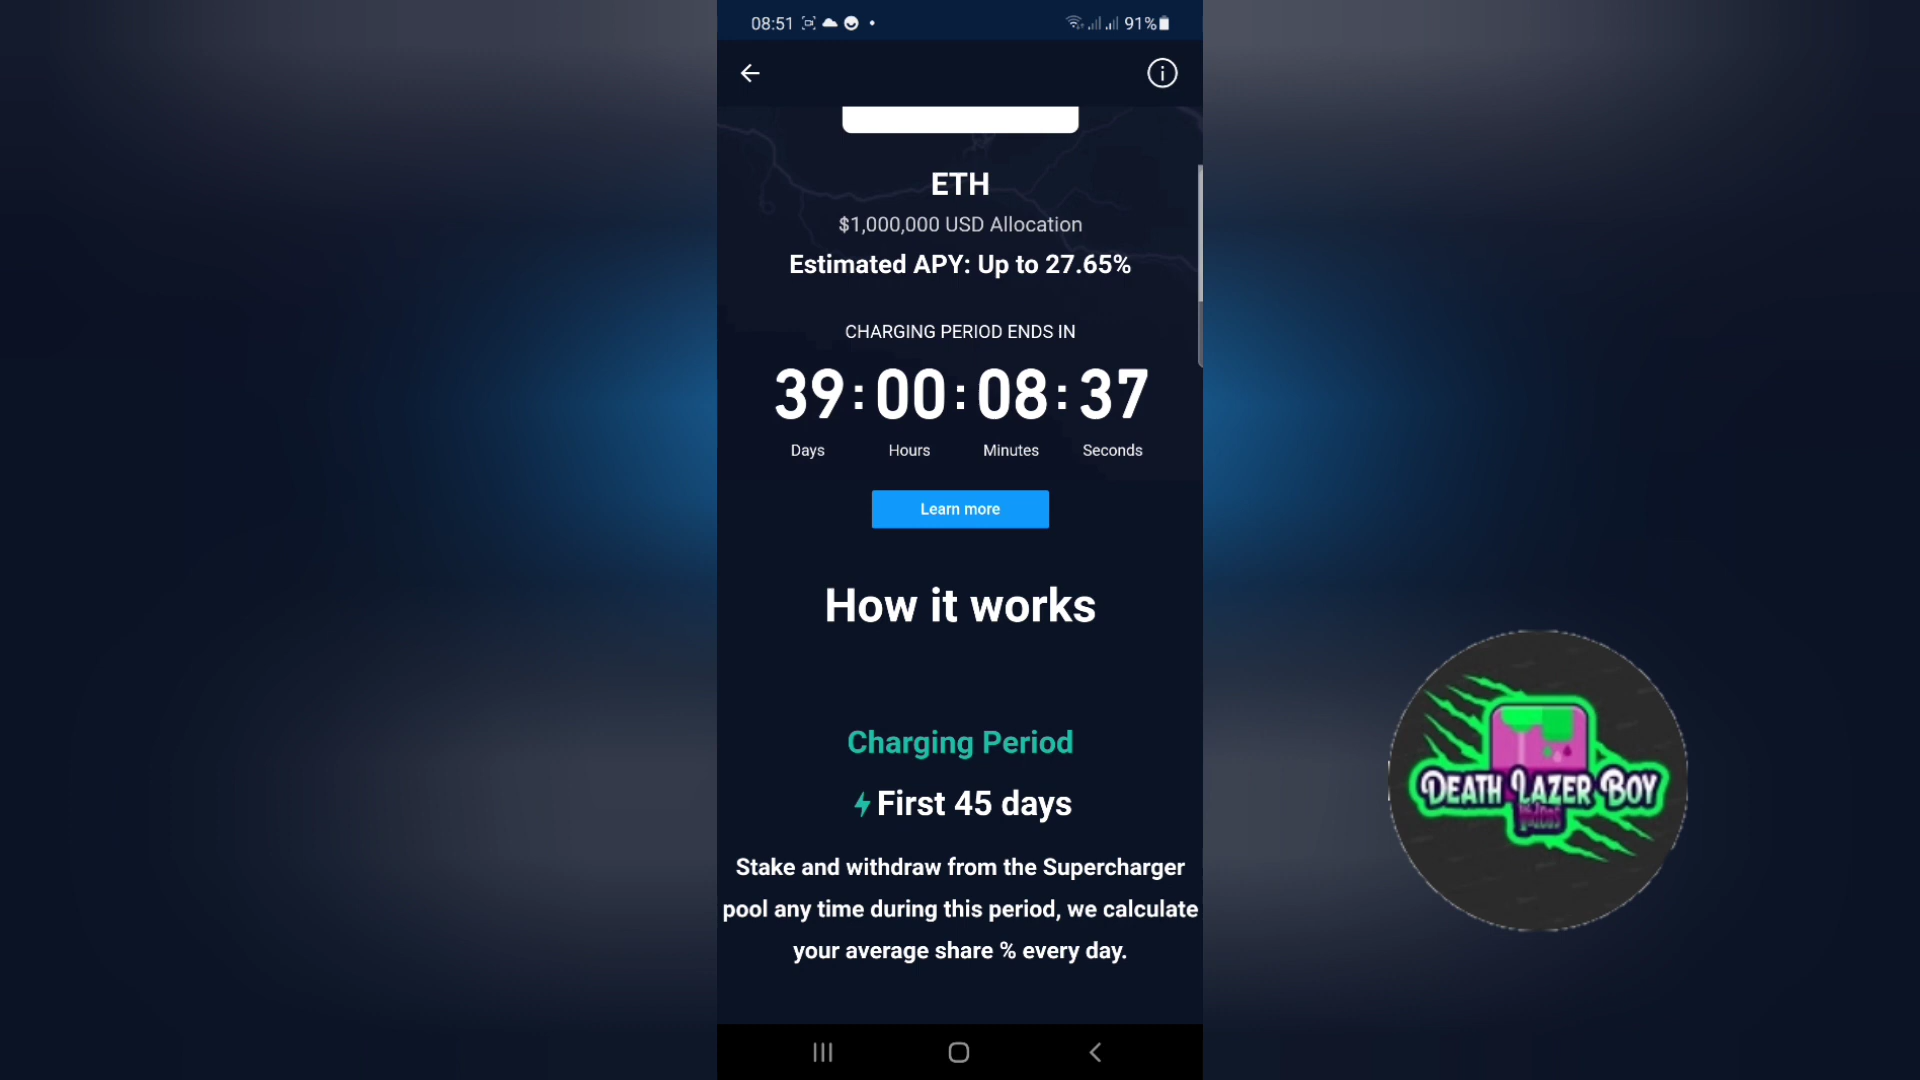 08:51
91%
ETH
$1,000,000 USD Allocation
Estimated APY: Up to 27.65%
CHARGING PERIOD ENDS IN
39:00:08:37
Days Hours Minutes Seconds
Learn more
How it works
Charging Period
First 45 days
Stake and withdraw from the Supercharger
pool any time during this period, we calculate
your average share % every day.
DEATH LAZER BOY